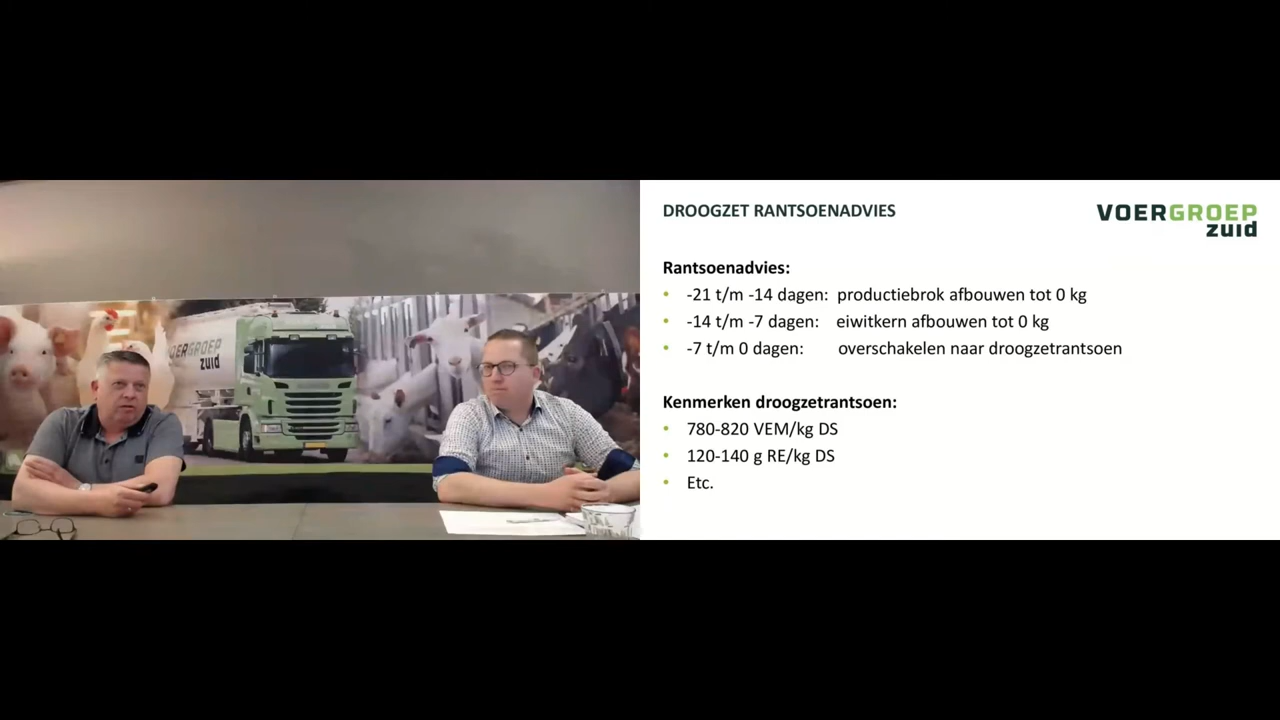 VOERGROEP
zuid
DROOGZET RANTSOENADVIES
VOERGROEP
zuid
Rantsoenadvies:
• -21 t/m -14 dagen: productiebrok afbouwen tot 0 kg
• -14 t/m -7 dagen: eiwitkern afbouwen tot 0 kg
• -7 t/m 0 dagen: overschakelen naar droogzetrantsoen
Kenmerken droogzetrantsoen:
• 780-820 VEM/kg DS
• 120-140 g RE/kg DS
• Etc.